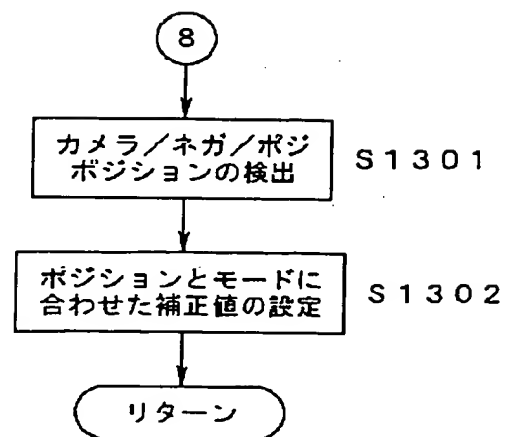 8
カメラ／ネガ／ポジ
ポジションの検出
S1301
ポジションとモードに
合わせた補正値の設定
S1302
リターン